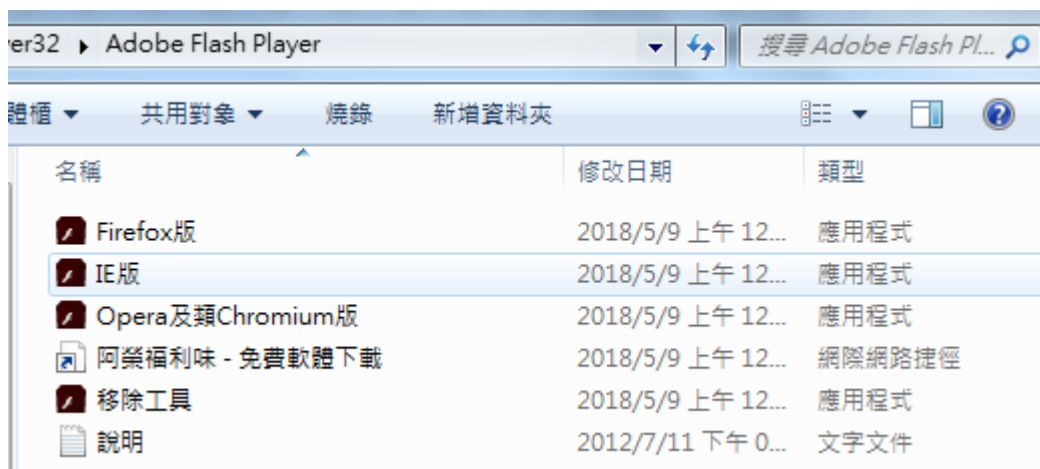 er32 ▸ Adobe Flash Player 搜尋 Adobe Flash Pl...
體櫃 共用對象 燒錄 新增資料夾
名稱 修改日期 類型
Firefox版 2018/5/9 上午 12... 應用程式
IE版 2018/5/9 上午 12... 應用程式
Opera及類Chromium版 2018/5/9 上午 12... 應用程式
阿榮福利味 - 免費軟體下載 2018/5/9 上午 12... 網際網路捷徑
移除工具 2018/5/9 上午 12... 應用程式
說明 2012/7/11 下午 0... 文字文件